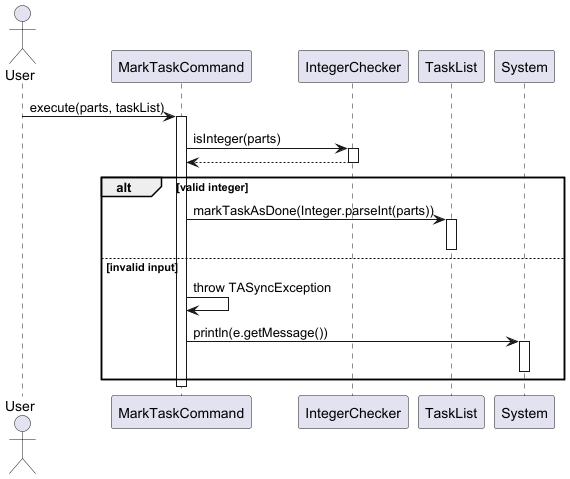 User
MarkTaskCommand
IntegerChecker
TaskList
System
execute(parts, taskList)
isInteger(parts)
alt
[valid integer]
markTaskAsDone(Integer.parseInt(parts))
[invalid input]
throw TASyncException
println(e.getMessage())
User
MarkTaskCommand
IntegerChecker
TaskList
System